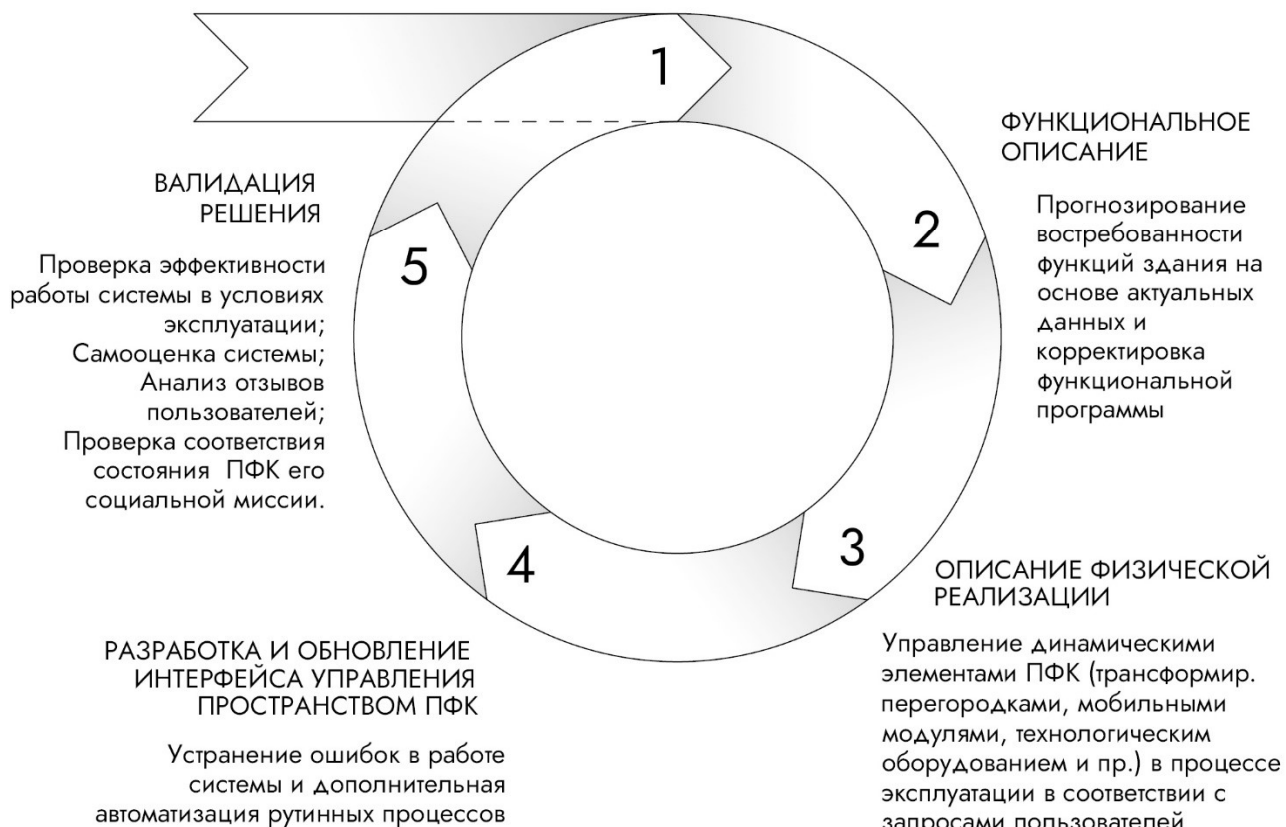 1
ФУНКЦИОНАЛЬНОЕ
ОПИСАНИЕ
Прогнозирование
востребованности
функций здания на
основе актуальных
данных и
корректировка
функциональной
программы
2
3
ОПИСАНИЕ ФИЗИЧЕСКОЙ
РЕАЛИЗАЦИИ
Управление динамическими
элементами ПФК (трансформир.
перегородками, мобильными
модулями, технологическим
оборудованием и пр.) в процессе
эксплуатации в соответствии с
запросами пользователей
4
РАЗРАБОТКА И ОБНОВЛЕНИЕ
ИНТЕРФЕЙСА УПРАВЛЕНИЯ
ПРОСТРАНСТВОМ ПФК
Устранение ошибок в работе
системы и дополнительная
автоматизация рутинных процессов
5
ВАЛИДАЦИЯ
РЕШЕНИЯ
Проверка эффективности
работы системы в условиях
эксплуатации;
Самооценка системы;
Анализ отзывов
пользователей;
Проверка соответствия
состояния ПФК его
социальной миссии.